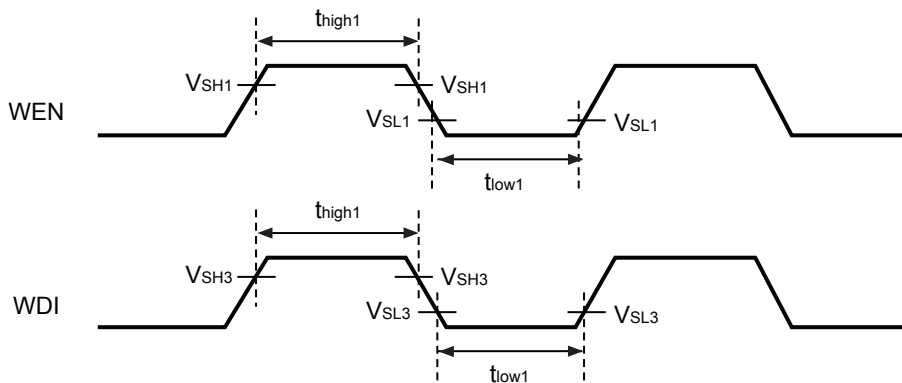 thigh1
VSH1
VSH1
WEN
VSL1
VSL1
tlow1
thigh1
VSH3
VSH3
WDI
VSL3
VSL3
tlow1